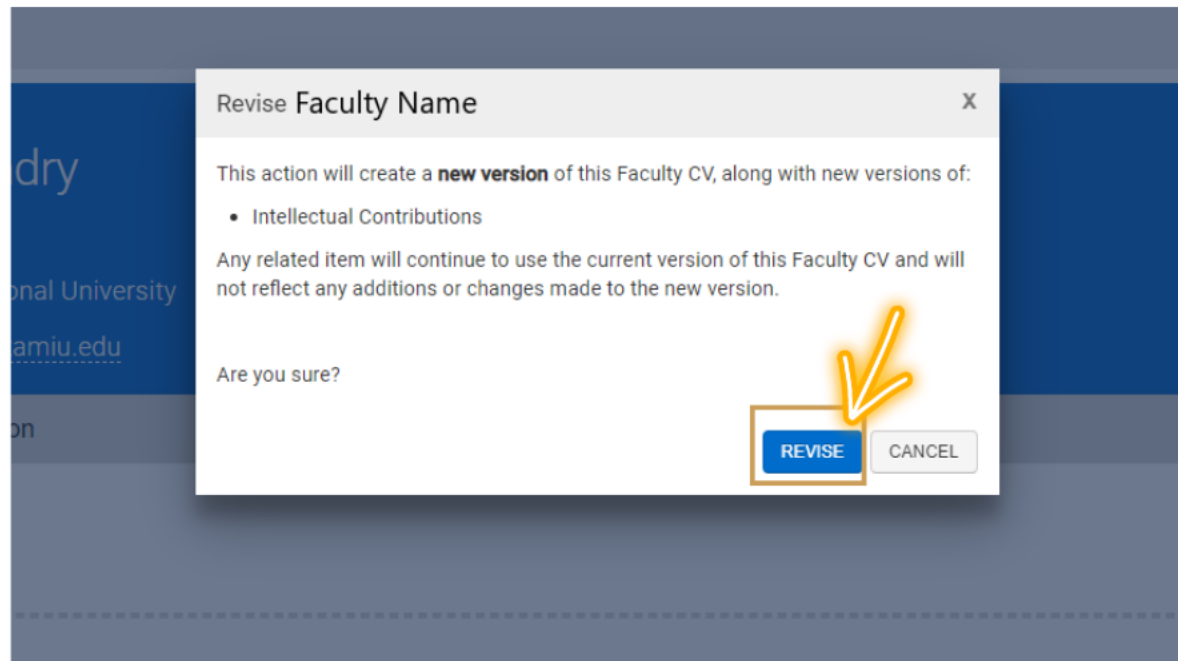 Revise Faculty Name X
dry
This action will create a new version of this Faculty CV, along with new versions of:
• Intellectual Contributions
Any related item will continue to use the current version of this Faculty CV and will
not reflect any additions or changes made to the new version.
onal University
amiu.edu
Are you sure?
on
REVISE CANCEL